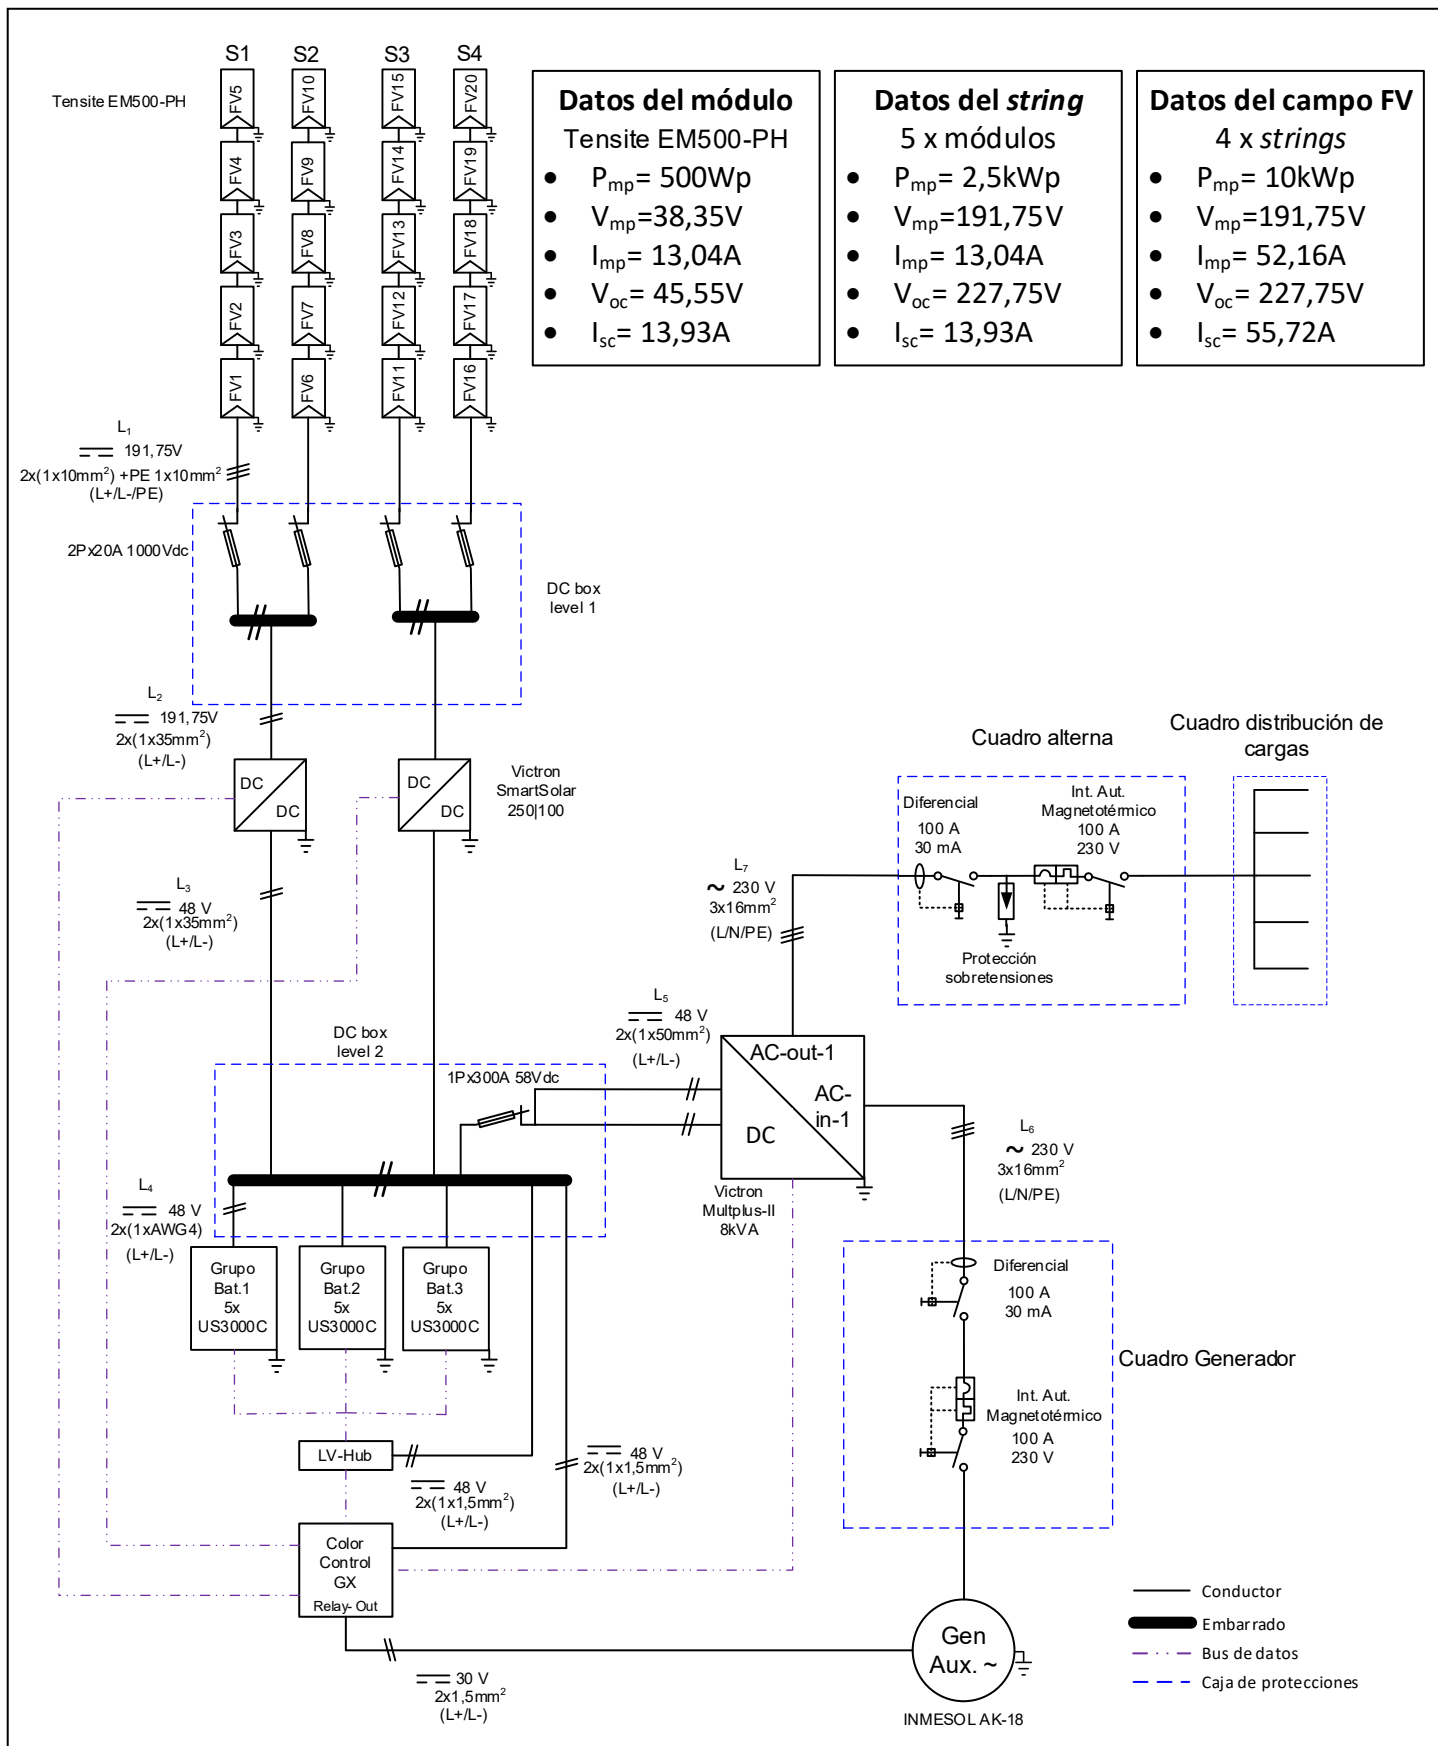 S1
S2
S3
S4
Tensite EM500-PH
FV5
FV10
FV15
FV20
FV4
FV9
FV14
FV19
FV3
FV8
FV13
FV18
FV2
FV7
FV12
FV17
FV1
FV6
FV11
FV16
Datos del módulo
Tensite EM500-PH
• Pmp= 500Wp
• Vmp=38,35V
• Imp= 13,04A
• Voc= 45,55V
• Isc= 13,93A
Datos del string
5 x módulos
• Pmp= 2,5kWp
• Vmp=191,75V
• Imp= 13,04A
• Voc= 227,75V
• Isc= 13,93A
Datos del campo FV
4 x strings
• Pmp= 10kWp
• Vmp=191,75V
• Imp= 52,16A
• Voc= 227,75V
• Isc= 55,72A
L1
191,75V
2x(1x10mm²) +PE 1x10mm²
(L+/L-/PE)
2Px20A 1000Vdc
DC box
level 1
L2
191,75V
2x(1x35mm²)
(L+/L-)
DC
DC
DC
DC
Victron
SmartSolar
250|100
L3
48 V
2x(1x35mm²)
(L+/L-)
Cuadro alterna
Cuadro distribución de
cargas
Diferencial
100 A
30 mA
Int. Aut.
Magnetotérmico
100 A
230 V
Protección
sobretensiones
L7
~ 230 V
3x16mm²
(L/N/PE)
L5
48 V
2x(1x50mm²)
(L+/L-)
DC box
level 2
1Px300A 58Vdc
AC-out-1
AC-
in-1
DC
Victron
Multplus-II
8kVA
L6
~ 230 V
3x16mm²
(L/N/PE)
L4
48 V
2x(1xAWG4)
(L+/L-)
Grupo
Bat.1
5x
US3000C
Grupo
Bat.2
5x
US3000C
Grupo
Bat.3
5x
US3000C
Diferencial
100 A
30 mA
Cuadro Generador
Int. Aut.
Magnetotérmico
100 A
230 V
LV-Hub
48 V
2x(1x1,5mm²)
(L+/L-)
48 V
2x(1x1,5mm²)
(L+/L-)
Color
Control
GX
Relay-Out
30 V
2x1,5mm²
(L+/L-)
Gen
Aux. ~
INMESOL AK-18
Conductor
Embarrado
Bus de datos
Caja de protecciones